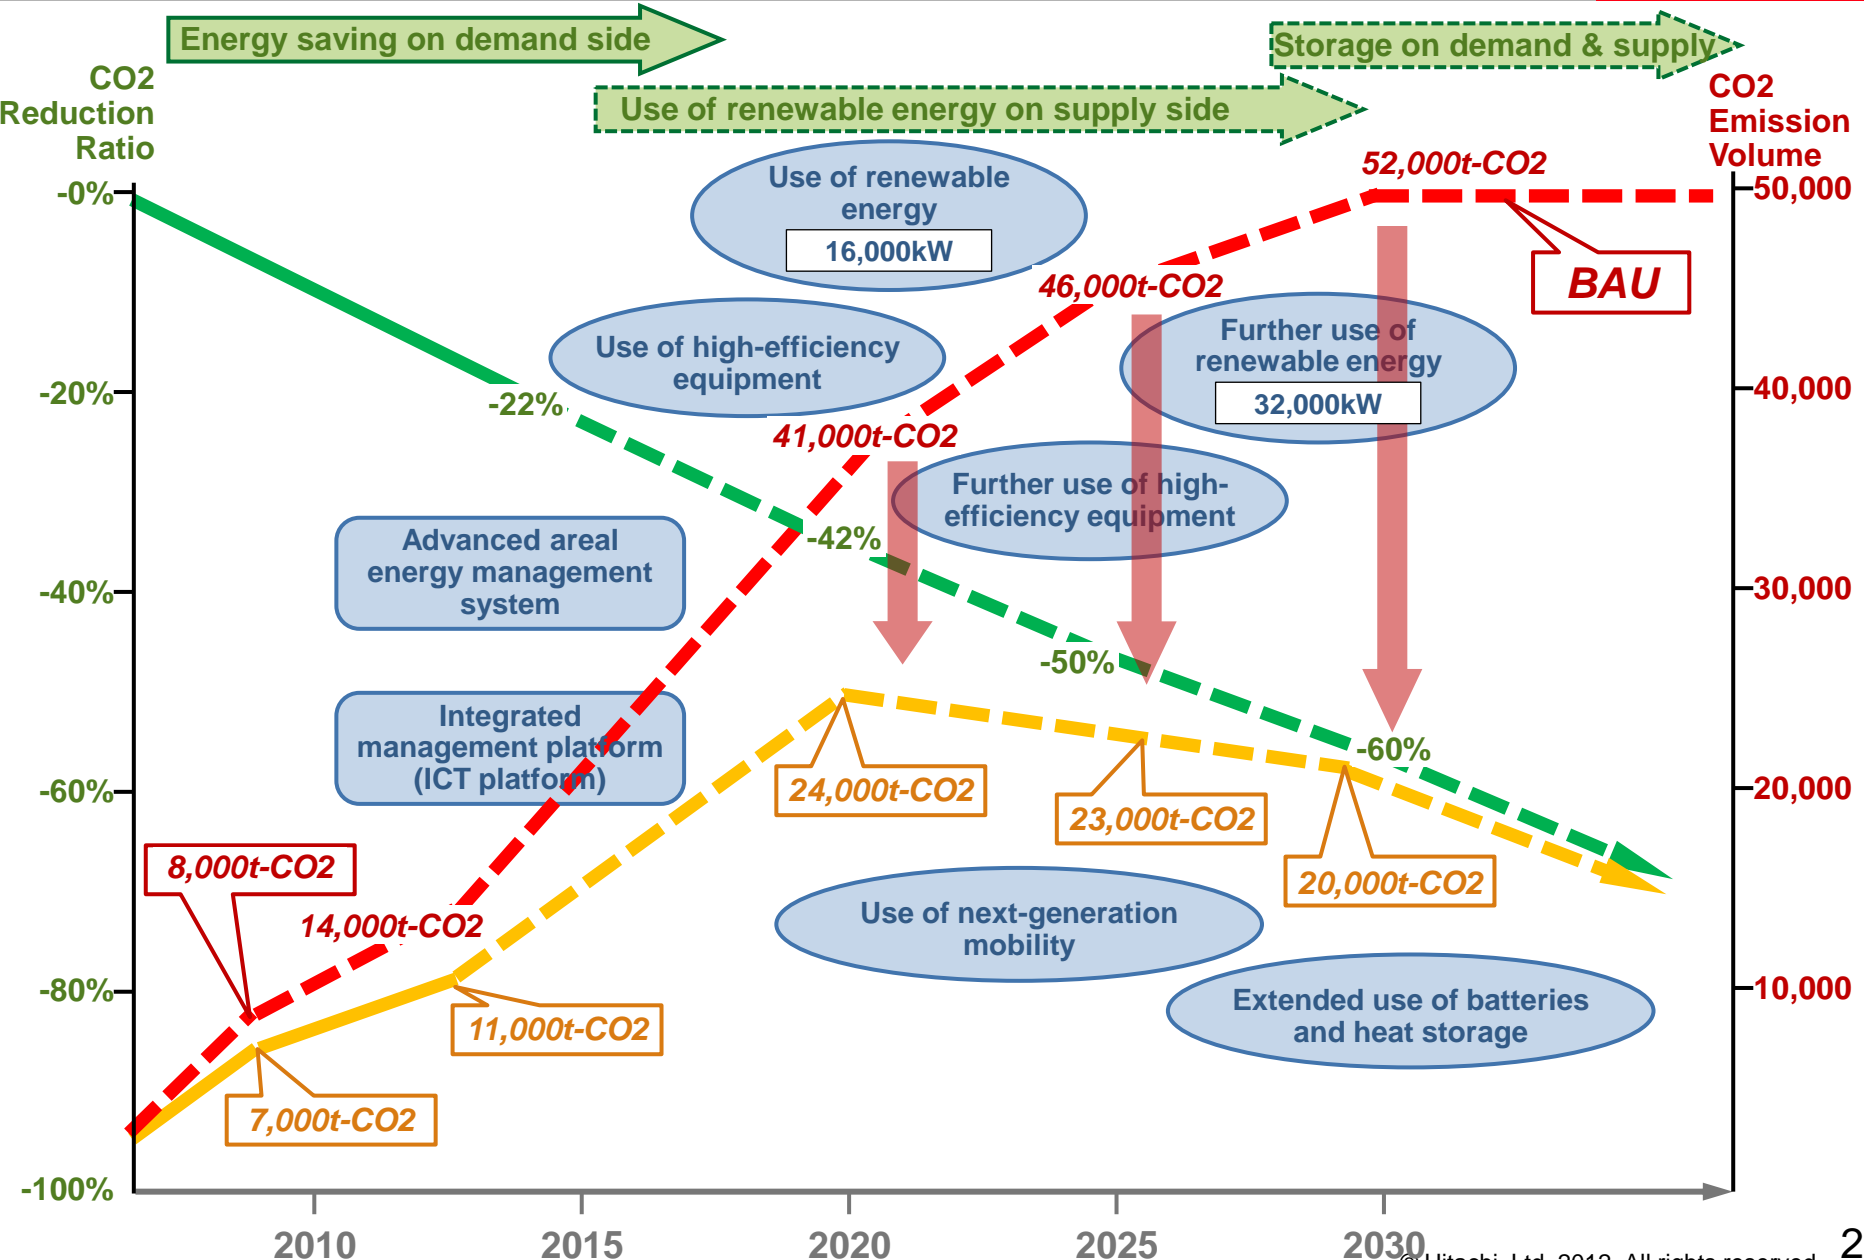 Energy saving on demand side
Storage on demand & supply
CO2
Reduction
Ratio
Use of renewable energy on supply side
CO2
Emission
Volume
52,000t-CO2
-0%
50,000
Use of renewable
energy
16,000kW
46,000t-CO2
BAU
Use of high-efficiency
equipment
Further use of
renewable energy
32,000kW
-20%
40,000
-22%
41,000t-CO2
Further use of high-
efficiency equipment
-42%
Advanced areal
energy management
system
-40%
30,000
-50%
Integrated
management platform
(ICT platform)
-60%
-60%
20,000
24,000t-CO2
23,000t-CO2
20,000t-CO2
8,000t-CO2
14,000t-CO2
Use of next-generation
mobility
-80%
10,000
11,000t-CO2
Extended use of batteries
and heat storage
7,000t-CO2
-100%
2010
2015
2020
2025
2030
© Hitachi, Ltd. 2012. All rights reserved.
2